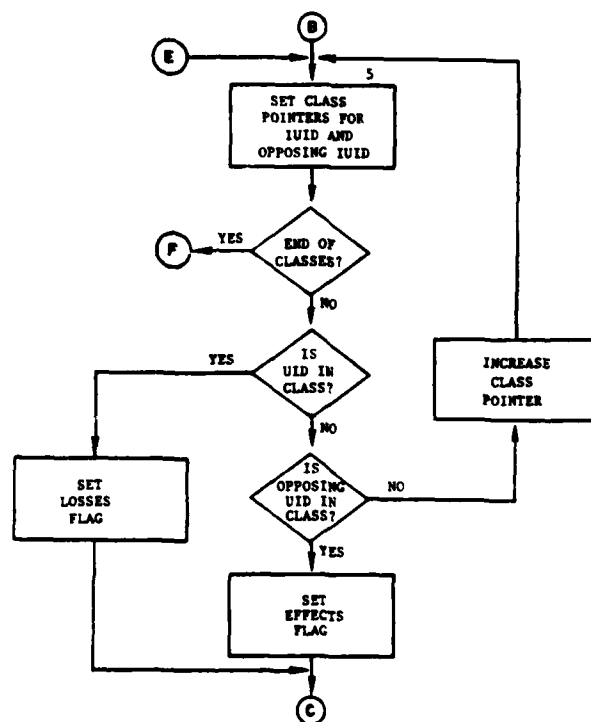 B
E
5
SET CLASS
POINTERS FOR
IUID AND
OPPOSING IUID
F
YES
END OF
CLASSES?
NO
YES
IS
UID IN
CLASS?
INCREASE
CLASS
POINTER
NO
SET
LOSSES
FLAG
IS
OPPOSING
UID IN
CLASS?
NO
YES
SET
EFFECTS
FLAG
C